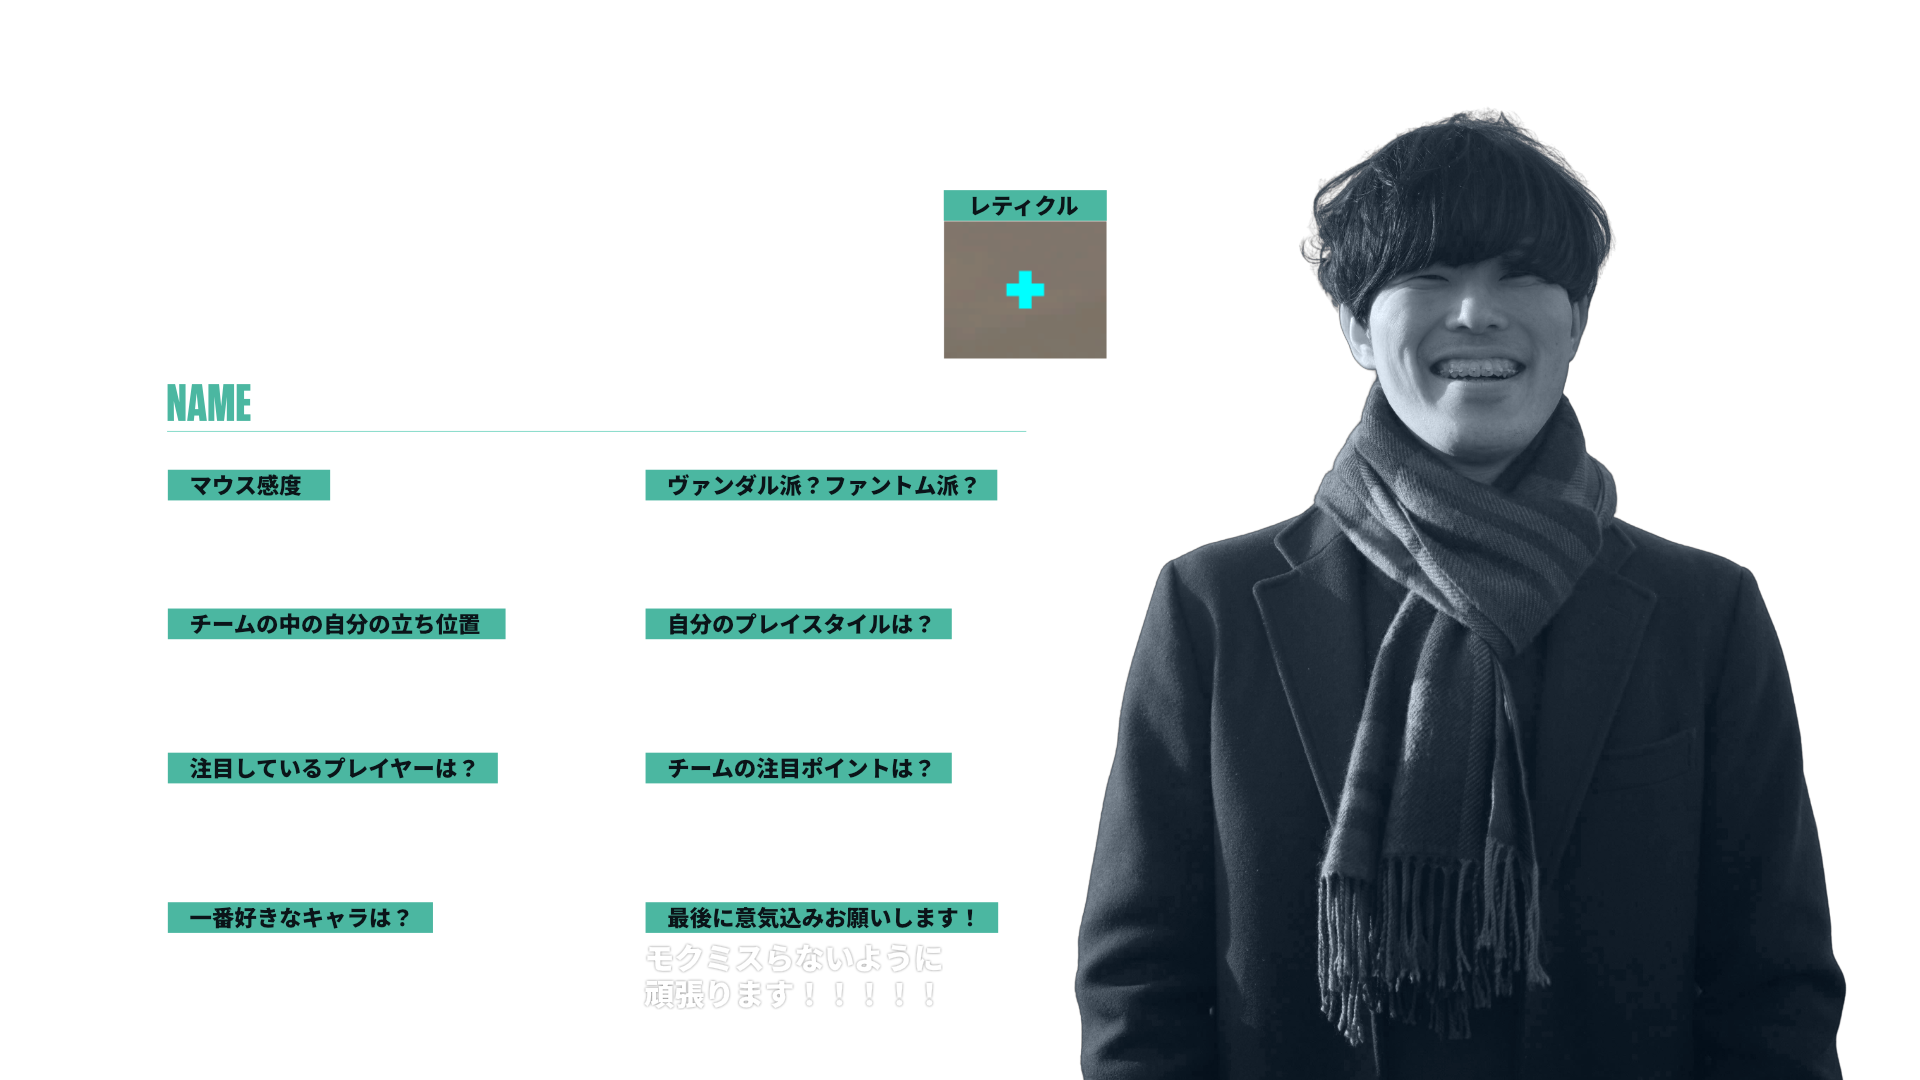 レティクル
NAME
マウス感度
ヴァンダル派？ファントム派？
チームの中の自分の立ち位置
自分のプレイスタイルは？
注目しているプレイヤーは？
チームの注目ポイントは？
一番好きなキャラは？
最後に意気込みお願いします！
モクミスらないように
頑張ります！！！！！